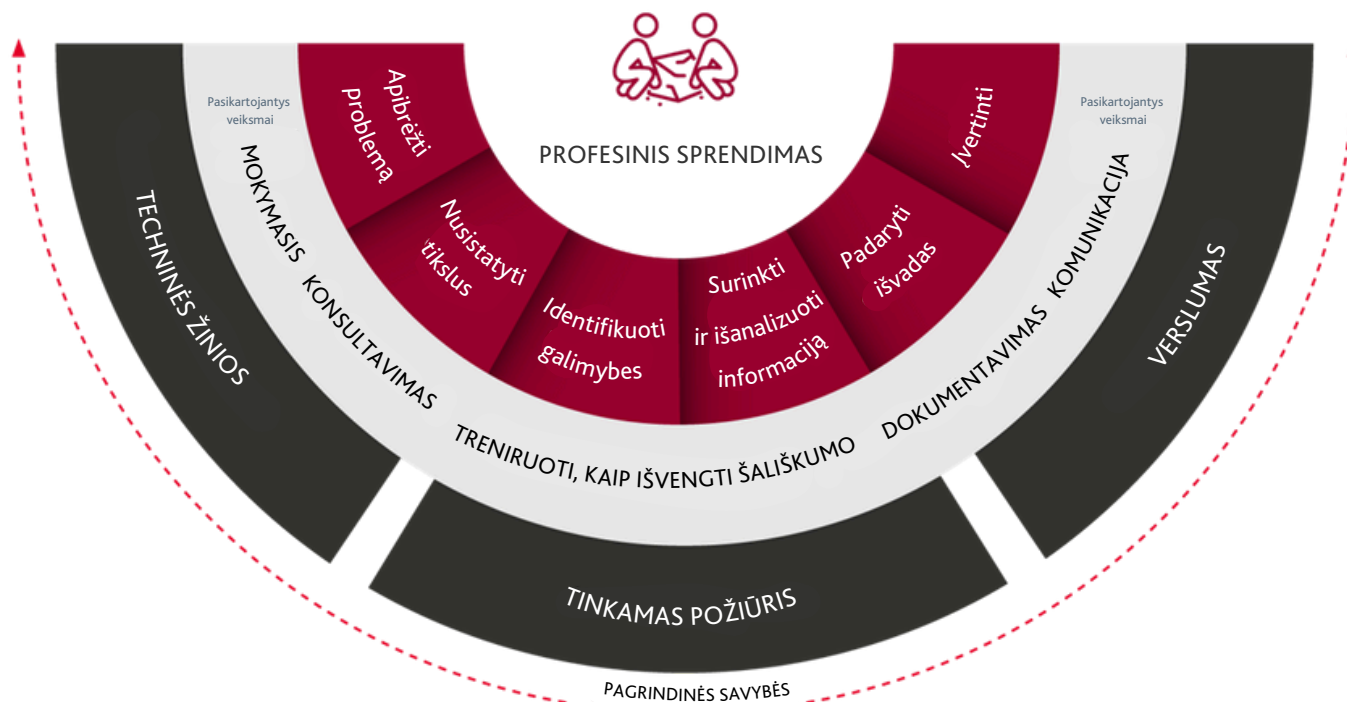 PROFESINIS SPRENDIMAS
Apibrėžti
problemą
Nusistatyti
tikslus
Identifikuoti
galimybes
Surinkti
ir išanalizuoti
informaciją
Padaryti
išvadas
Įvertinti
Pasikartojantys
veiksmai
MOKYMASIS
KONSULTAVIMAS
TRENIRUOTI, KAIP IŠVENGTI ŠALIŠKUMO
DOKUMENTAVIMAS
KOMUNIKACIJA
Pasikartojantys
veiksmai
TECHNINĖS ŽINIOS
TINKAMAS POŽIŪRIS
VERSLUMAS
PAGRINDINĖS SAVYBĖS